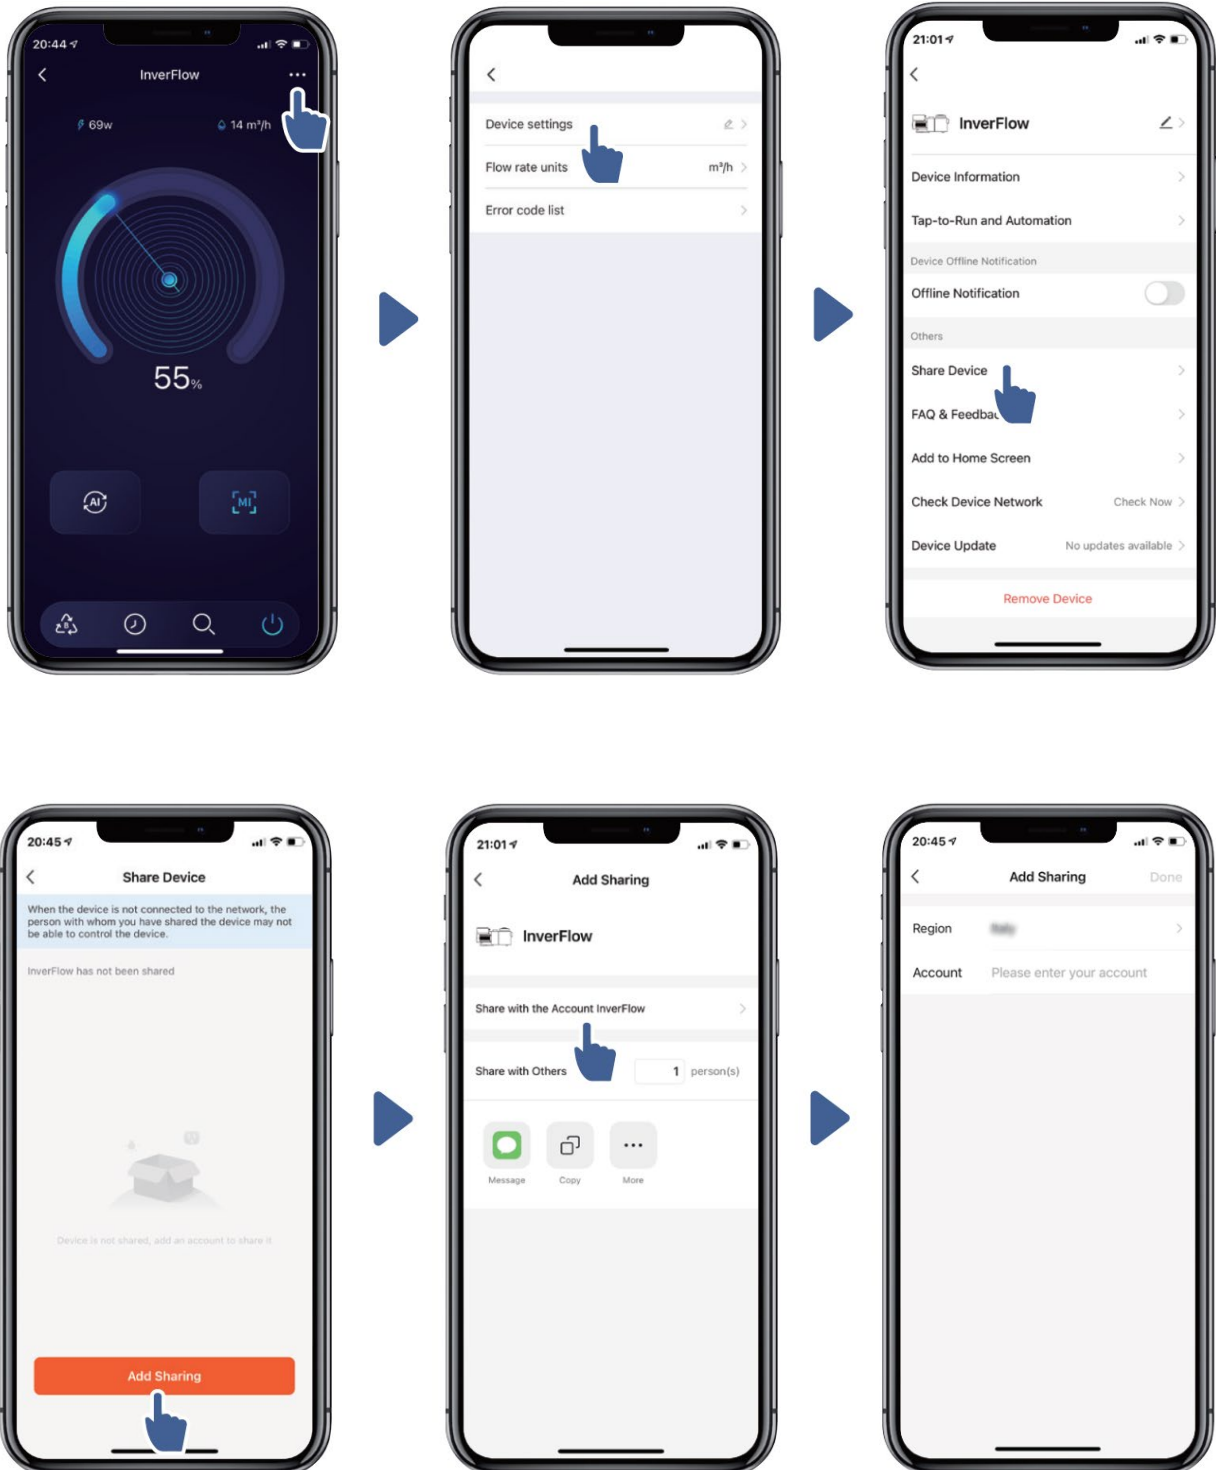 20:44
InverFlow
69w
14 m³/h
55%
AI
MI
B
Device settings
Flow rate units m³/h
Error code list
21:01
InverFlow
Device Information
Tap-to-Run and Automation
Device Offline Notification
Offline Notification
Others
Share Device
FAQ & Feedbac
Add to Home Screen
Check Device Network Check Now
Device Update No updates available
Remove Device
20:45
Share Device
When the device is not connected to the network, the
person with whom you have shared the device may not
be able to control the device.
InverFlow has not been shared
Device is not shared, add an account to share it
Add Sharing
21:01
Add Sharing
InverFlow
Share with the Account InverFlow
Share with Others 1 person(s)
Message Copy More
20:45
Add Sharing Done
Region
Account Please enter your account